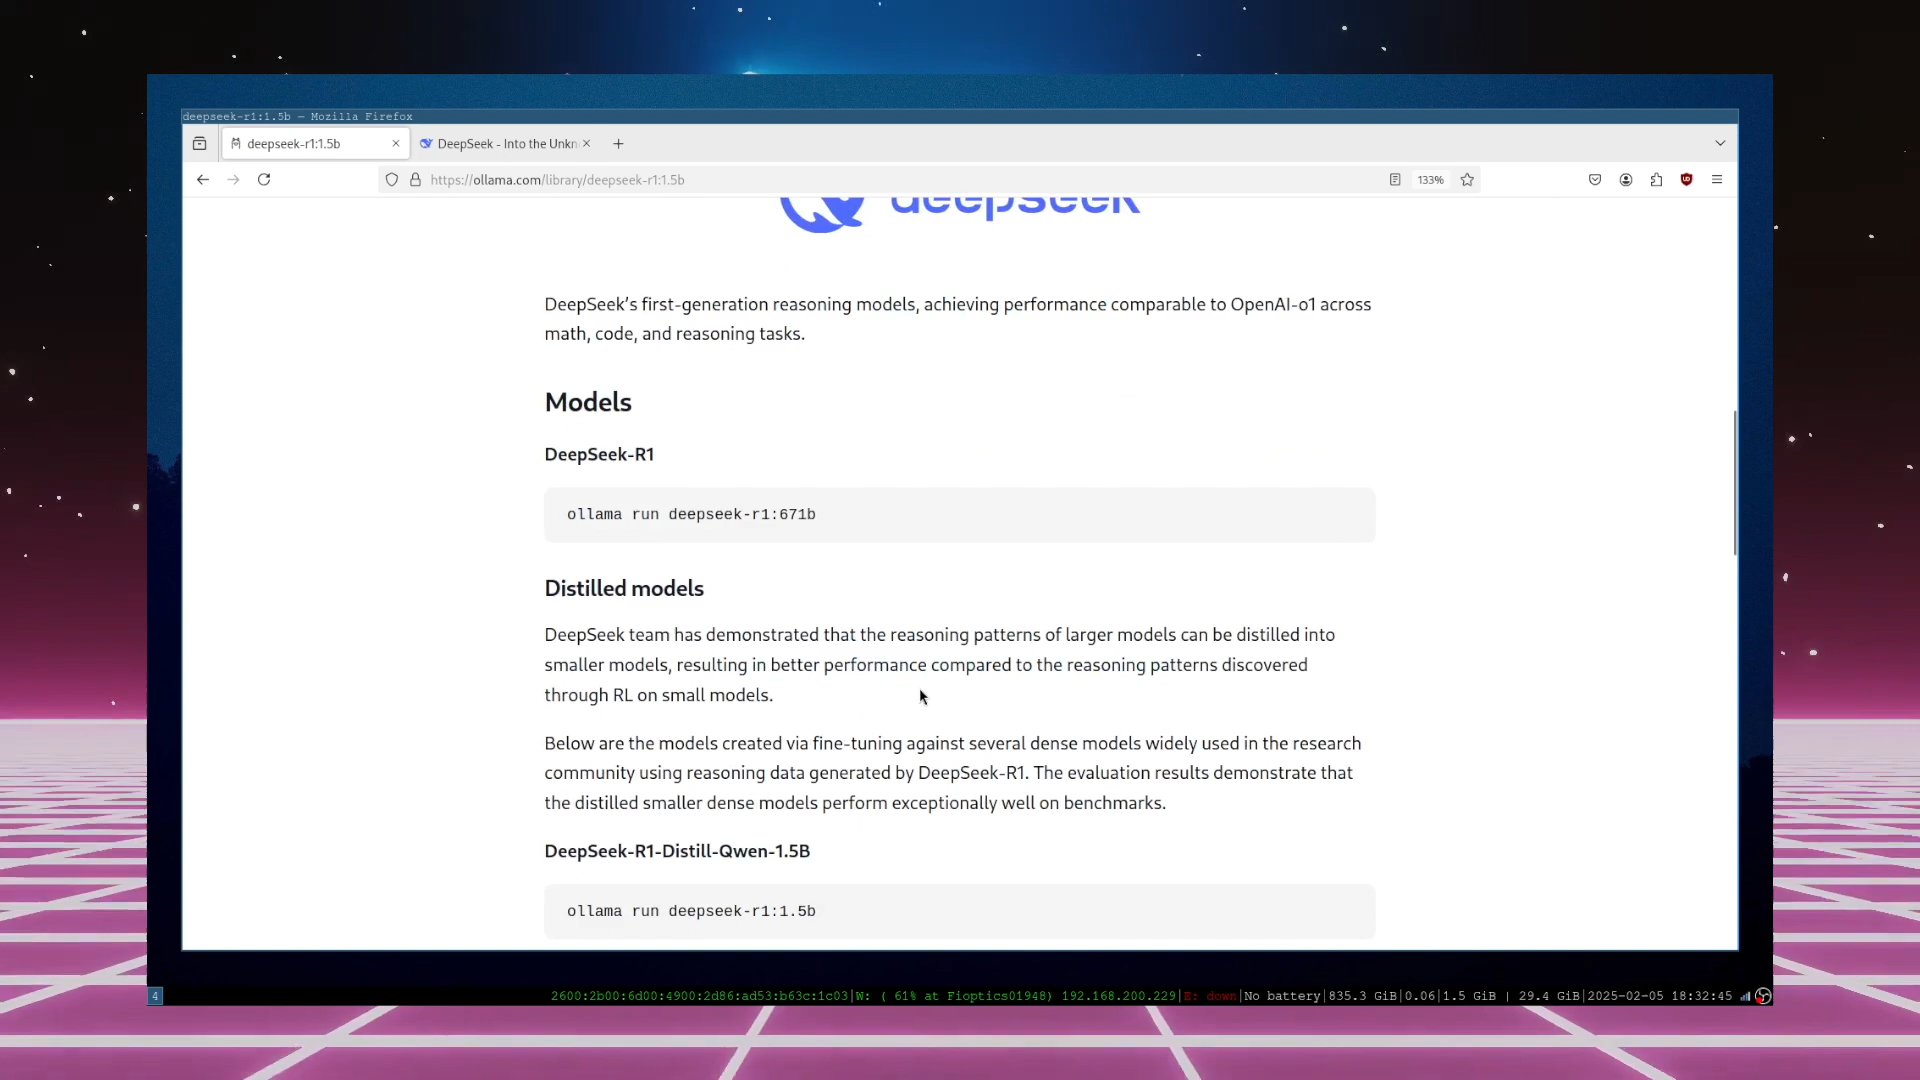 deepseek-r1:1.5b — Mozilla Firefox
deepseek-r1:1.5b
DeepSeek - Into the Unkn
https://ollama.com/library/deepseek-r1:1.5b
133%
deepseek
DeepSeek’s first-generation reasoning models, achieving performance comparable to OpenAI-o1 across
math, code, and reasoning tasks.
Models
DeepSeek-R1
ollama run deepseek-r1:671b
Distilled models
DeepSeek team has demonstrated that the reasoning patterns of larger models can be distilled into
smaller models, resulting in better performance compared to the reasoning patterns discovered
through RL on small models.
Below are the models created via fine-tuning against several dense models widely used in the research
community using reasoning data generated by DeepSeek-R1. The evaluation results demonstrate that
the distilled smaller dense models perform exceptionally well on benchmarks.
DeepSeek-R1-Distill-Qwen-1.5B
ollama run deepseek-r1:1.5b
4
2600:2b00:6d00:4900:2d86:ad53:b63c:1c03|W: ( 61% at Fioptics01948) 192.168.200.229|E: down|No battery|835.3 GiB|0.06|1.5 GiB | 29.4 GiB|2025-02-05 18:32:45